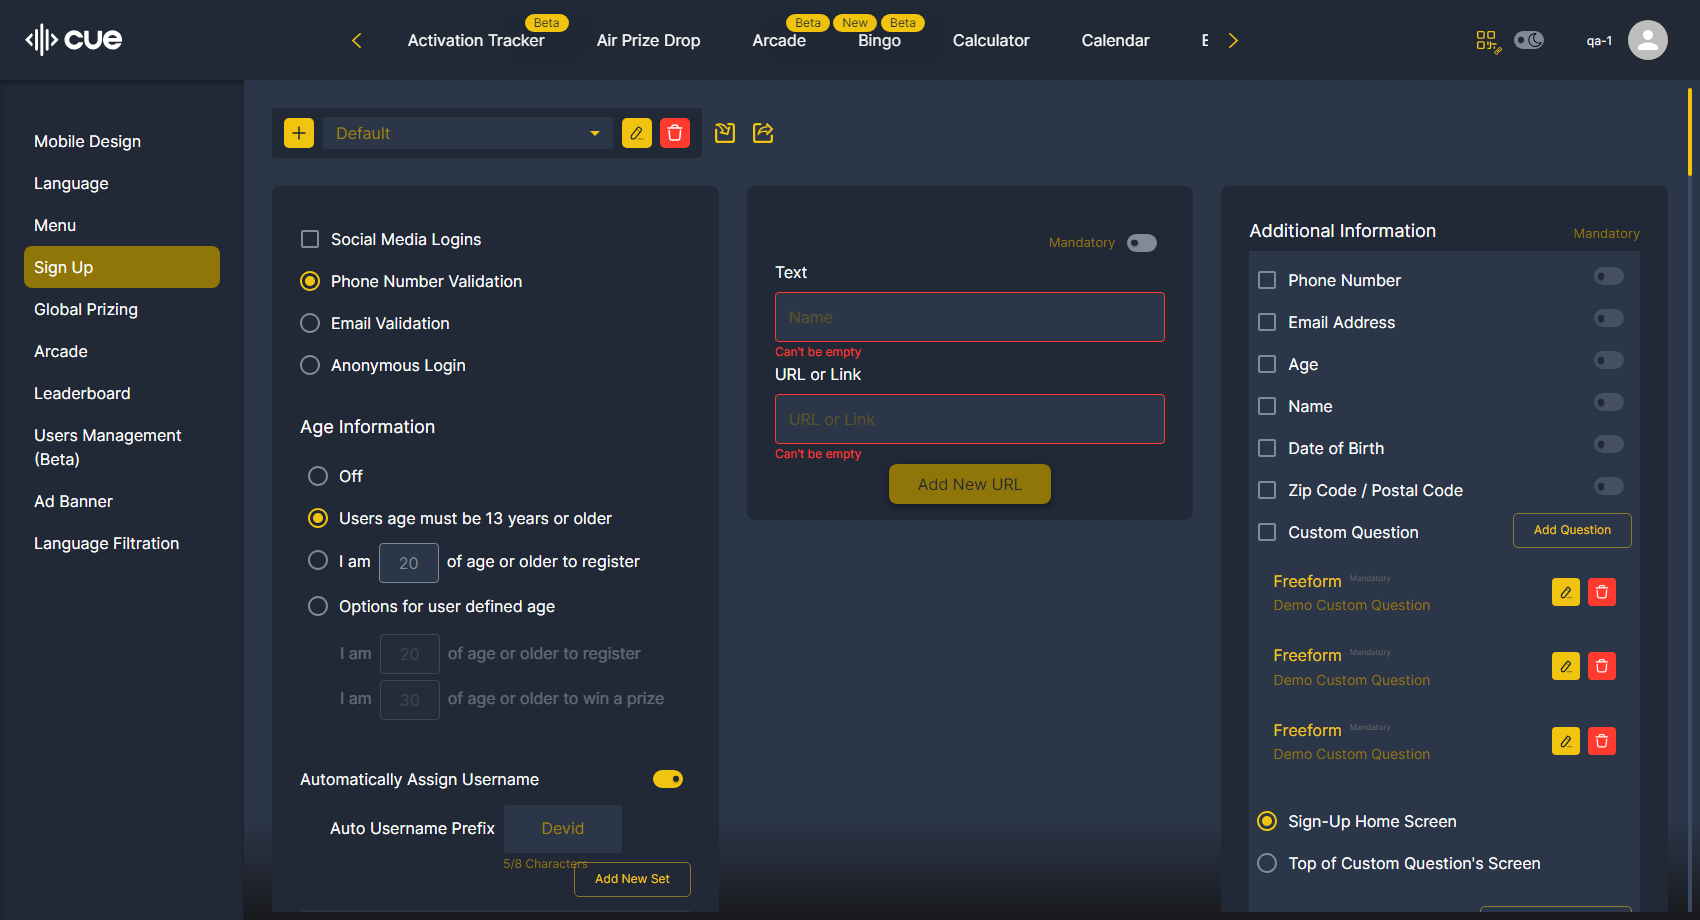 cue
Activation Tracker
Beta
Air Prize Drop
Arcade
Beta
Bingo
New
Beta
Calculator
Calendar
qa-1
Mobile Design
Language
Menu
Sign Up
Global Prizing
Arcade
Leaderboard
Users Management
(Beta)
Ad Banner
Language Filtration
Default
Social Media Logins
Phone Number Validation
Email Validation
Anonymous Login
Age Information
Off
Users age must be 13 years or older
I am 20 of age or older to register
Options for user defined age
I am 20 of age or older to register
I am 30 of age or older to win a prize
Automatically Assign Username
Auto Username Prefix Devid
5/8 Characters
Add New Set
Mandatory
Text
Name
Can't be empty
URL or Link
URL or Link
Can't be empty
Add New URL
Additional Information Mandatory
Phone Number
Email Address
Age
Name
Date of Birth
Zip Code / Postal Code
Custom Question Add Question
Freeform Mandatory
Demo Custom Question
Freeform Mandatory
Demo Custom Question
Freeform Mandatory
Demo Custom Question
Sign-Up Home Screen
Top of Custom Question's Screen